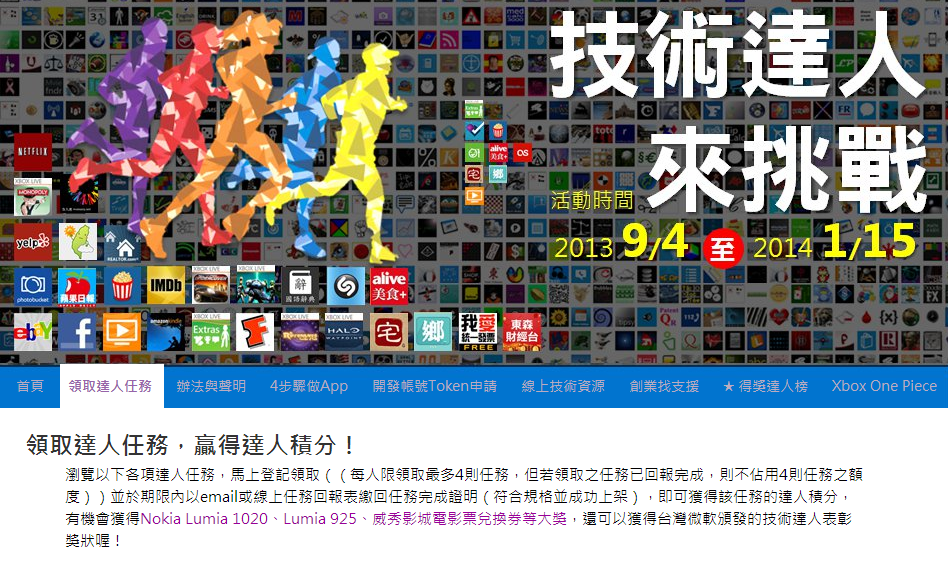 技術達人
來挑戰
活動時間
2013 9/4 至 2014 1/15
NETFLIX
XBOX LIVE
MONOPOLY
yelp
REALTOR.com
photobucket
蘋果日報
IMDb
XBOX LIVE
XBOX LIVE
辭
國語辭典
alive
美食+
ebaY
amazonkindle
XBOX LIVE
Extras
XBOX LIVE
XBOX LIVE
HALO
WAYPOINT
宅
鄉
我愛
統一發票
FREE
東森
財經台
首頁 領取達人任務 辦法與聲明 4步驟做App 開發帳號Token申請 線上技術資源 創業找支援 ★ 得獎達人榜 Xbox One Piece
領取達人任務，贏得達人積分！
瀏覽以下各項達人任務，馬上登記領取（（每人限領取最多4則任務，但若領取之任務已回報完成，則不佔用4則任務之額
度））並於期限內以email或線上任務回報表繳回任務完成證明（符合規格並成功上架），即可獲得該任務的達人積分，
有機會獲得Nokia Lumia 1020、Lumia 925、威秀影城電影票兌換券等大獎，還可以獲得台灣微軟頒發的技術達人表彰
獎狀喔！